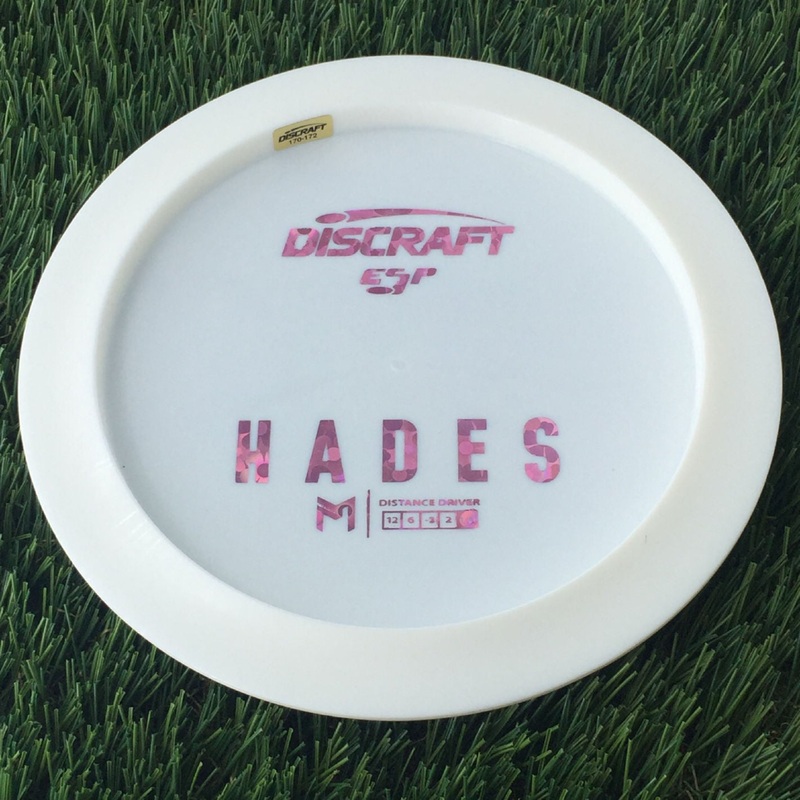 DISCRAFT
170-172
DISCRAFT
ESP
HADES
M DISTANCE DRIVER
12 6 -3 2